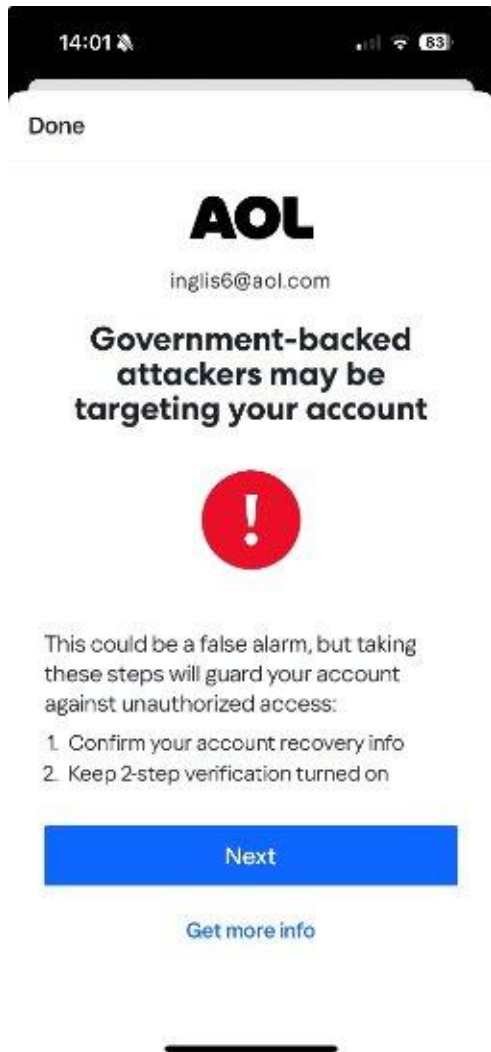 14:01
83
Done
AOL
inglis6@aol.com
Government-backed
attackers may be
targeting your account
!
This could be a false alarm, but taking
these steps will guard your account
against unauthorized access:
1. Confirm your account recovery info
2. Keep 2-step verification turned on
Next
Get more info